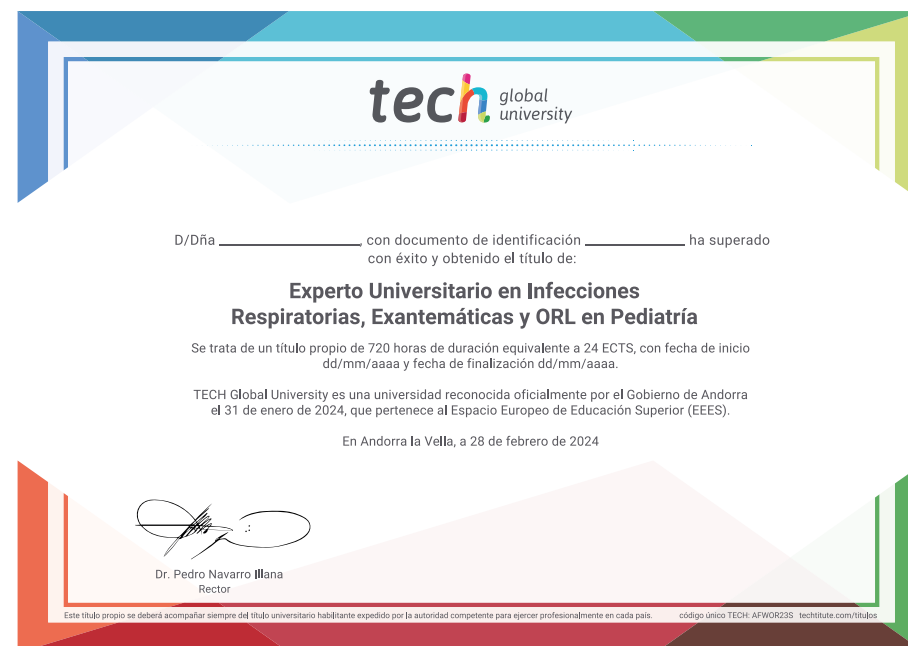 tech global university
D/Dña ____________________, con documento de identificación ______________ ha superado
con éxito y obtenido el título de:
Experto Universitario en Infecciones
Respiratorias, Exantemáticas y ORL en Pediatría
Se trata de un título propio de 720 horas de duración equivalente a 24 ECTS, con fecha de inicio
dd/mm/aaaa y fecha de finalización dd/mm/aaaa.
TECH Global University es una universidad reconocida oficialmente por el Gobierno de Andorra
el 31 de enero de 2024, que pertenece al Espacio Europeo de Educación Superior (EEES).
En Andorra la Vella, a 28 de febrero de 2024
Dr. Pedro Navarro Illana
Rector
Este título propio se deberá acompañar siempre del título universitario habilitante expedido por la autoridad competente para ejercer profesionalmente en cada país. código único TECH: AFWOR23S techtitute.com/titulos